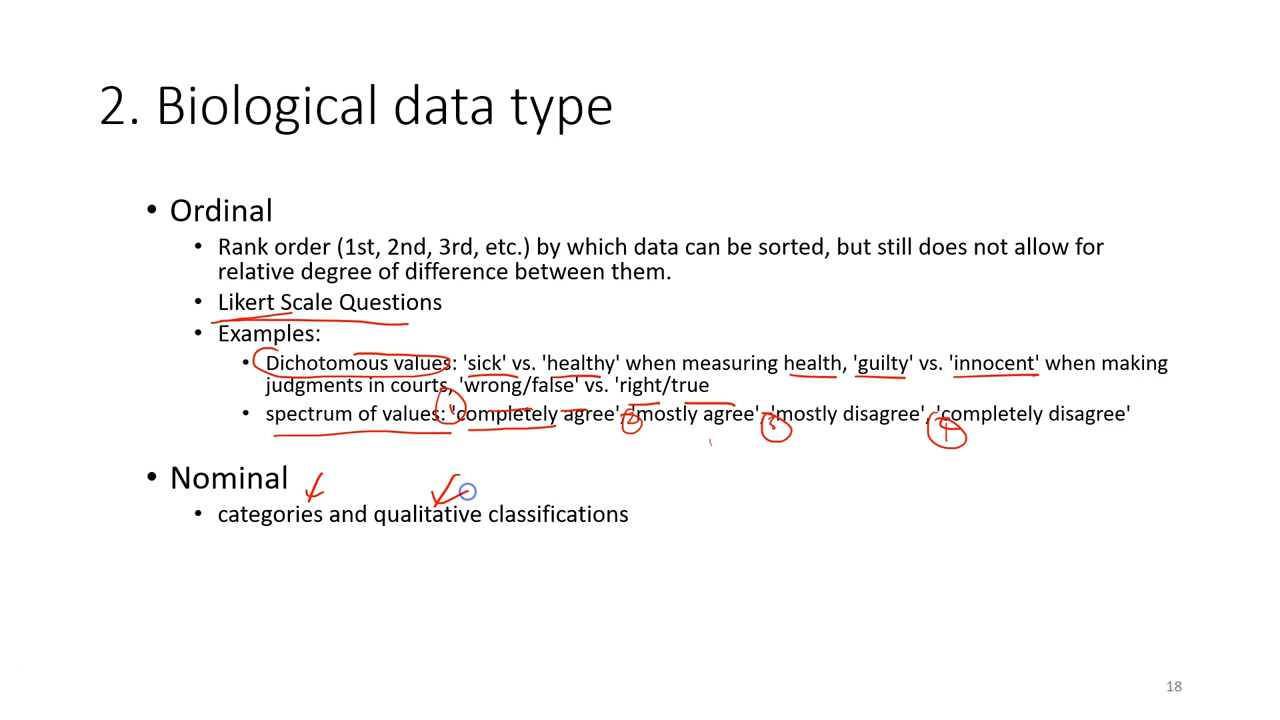 2. Biological data type
• Ordinal
• Rank order (1st, 2nd, 3rd, etc.) by which data can be sorted, but still does not allow for
relative degree of difference between them.
• Likert Scale Questions
• Examples:
• Dichotomous values: 'sick' vs. 'healthy' when measuring health, 'guilty' vs. 'innocent' when making
judgments in courts, 'wrong/false' vs. 'right/true
• spectrum of values: 'completely agree', 'mostly agree', 'mostly disagree', 'completely disagree'
2 3 4
• Nominal
• categories and qualitative classifications
18